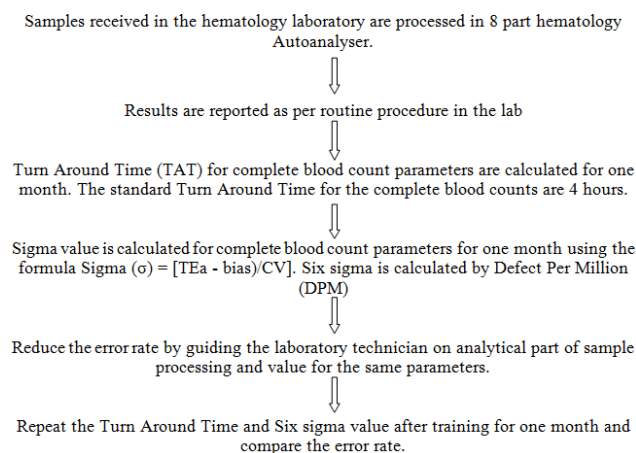 Samples received in the hematology laboratory are processed in 8 part hematology
Autoanalyser.
Results are reported as per routine procedure in the lab
Turn Around Time (TAT) for complete blood count parameters are calculated for one
month. The standard Turn Around Time for the complete blood counts are 4 hours.
Sigma value is calculated for complete blood count parameters for one month using the
formula Sigma (σ) = [TEa - bias)/CV]. Six sigma is calculated by Defect Per Million
(DPM)
Reduce the error rate by guiding the laboratory technician on analytical part of sample
processing and value for the same parameters.
Repeat the Turn Around Time and Six sigma value after training for one month and
compare the error rate.